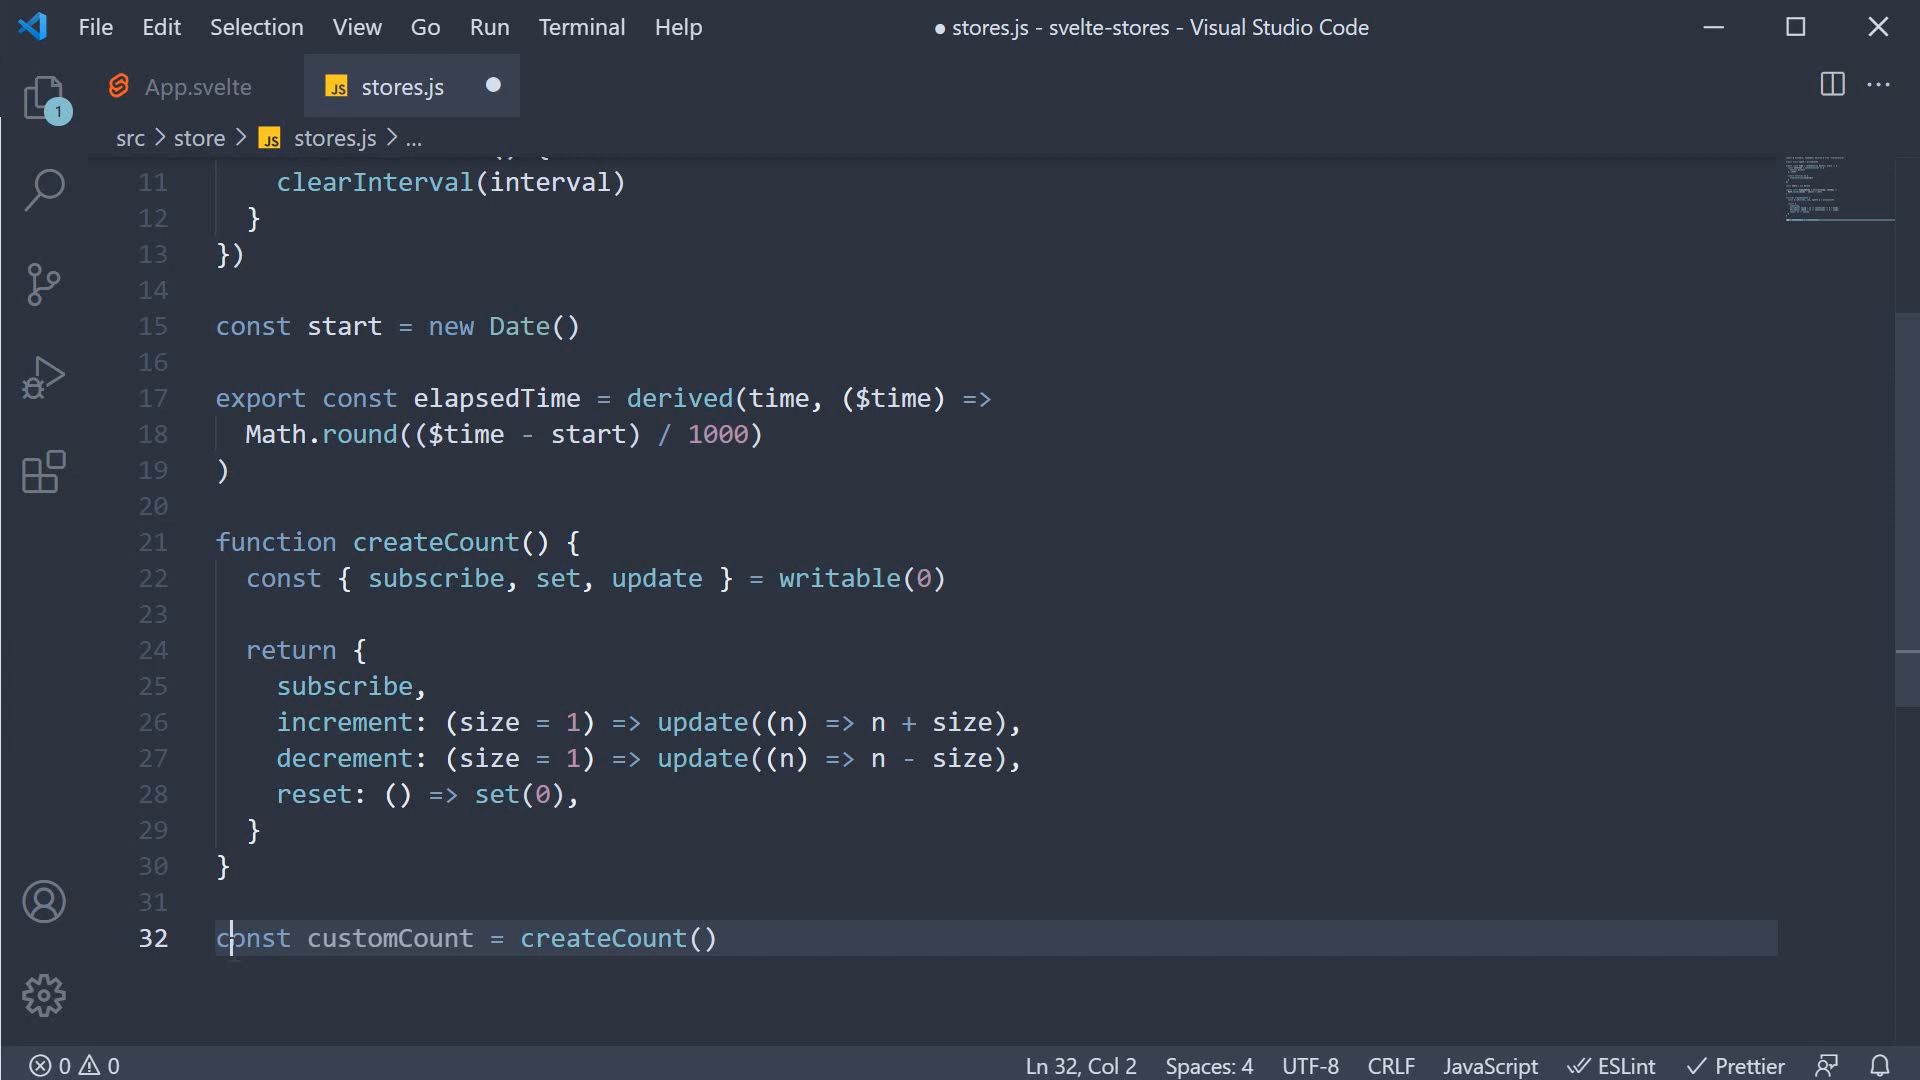 File Edit Selection View Go Run Terminal Help ● stores.js - svelte-stores - Visual Studio Code
App.svelte JS stores.js
1
src > store > JS stores.js > ...
11 clearInterval(interval)
12 }
13 })
14
15 const start = new Date()
16
17 export const elapsedTime = derived(time, ($time) =>
18 Math.round(($time - start) / 1000)
19 )
20
21 function createCount() {
22 const { subscribe, set, update } = writable(0)
23
24 return {
25 subscribe,
26 increment: (size = 1) => update((n) => n + size),
27 decrement: (size = 1) => update((n) => n - size),
28 reset: () => set(0),
29 }
30 }
31
32 const customCount = createCount()
0 0 Ln 32, Col 2 Spaces: 4 UTF-8 CRLF JavaScript ESLint Prettier